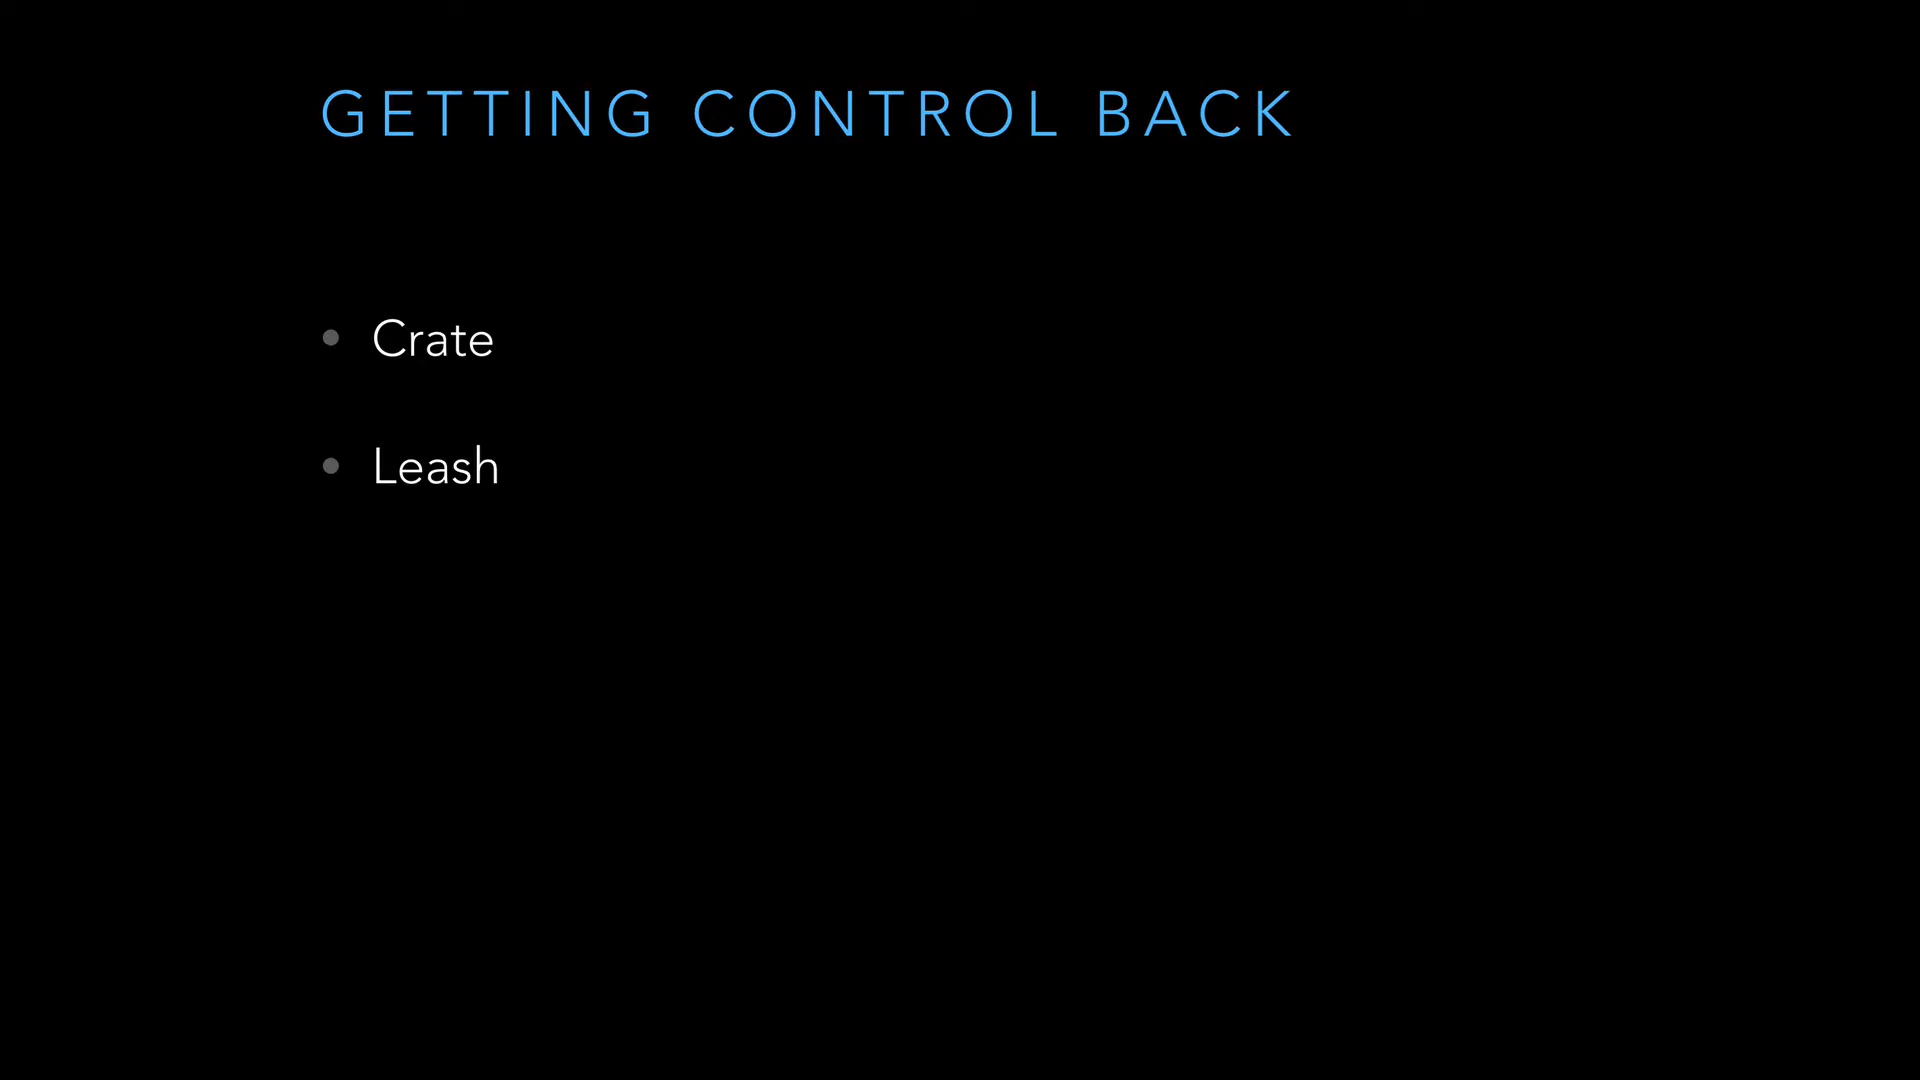 GETTING CONTROL BACK
• Crate
• Leash